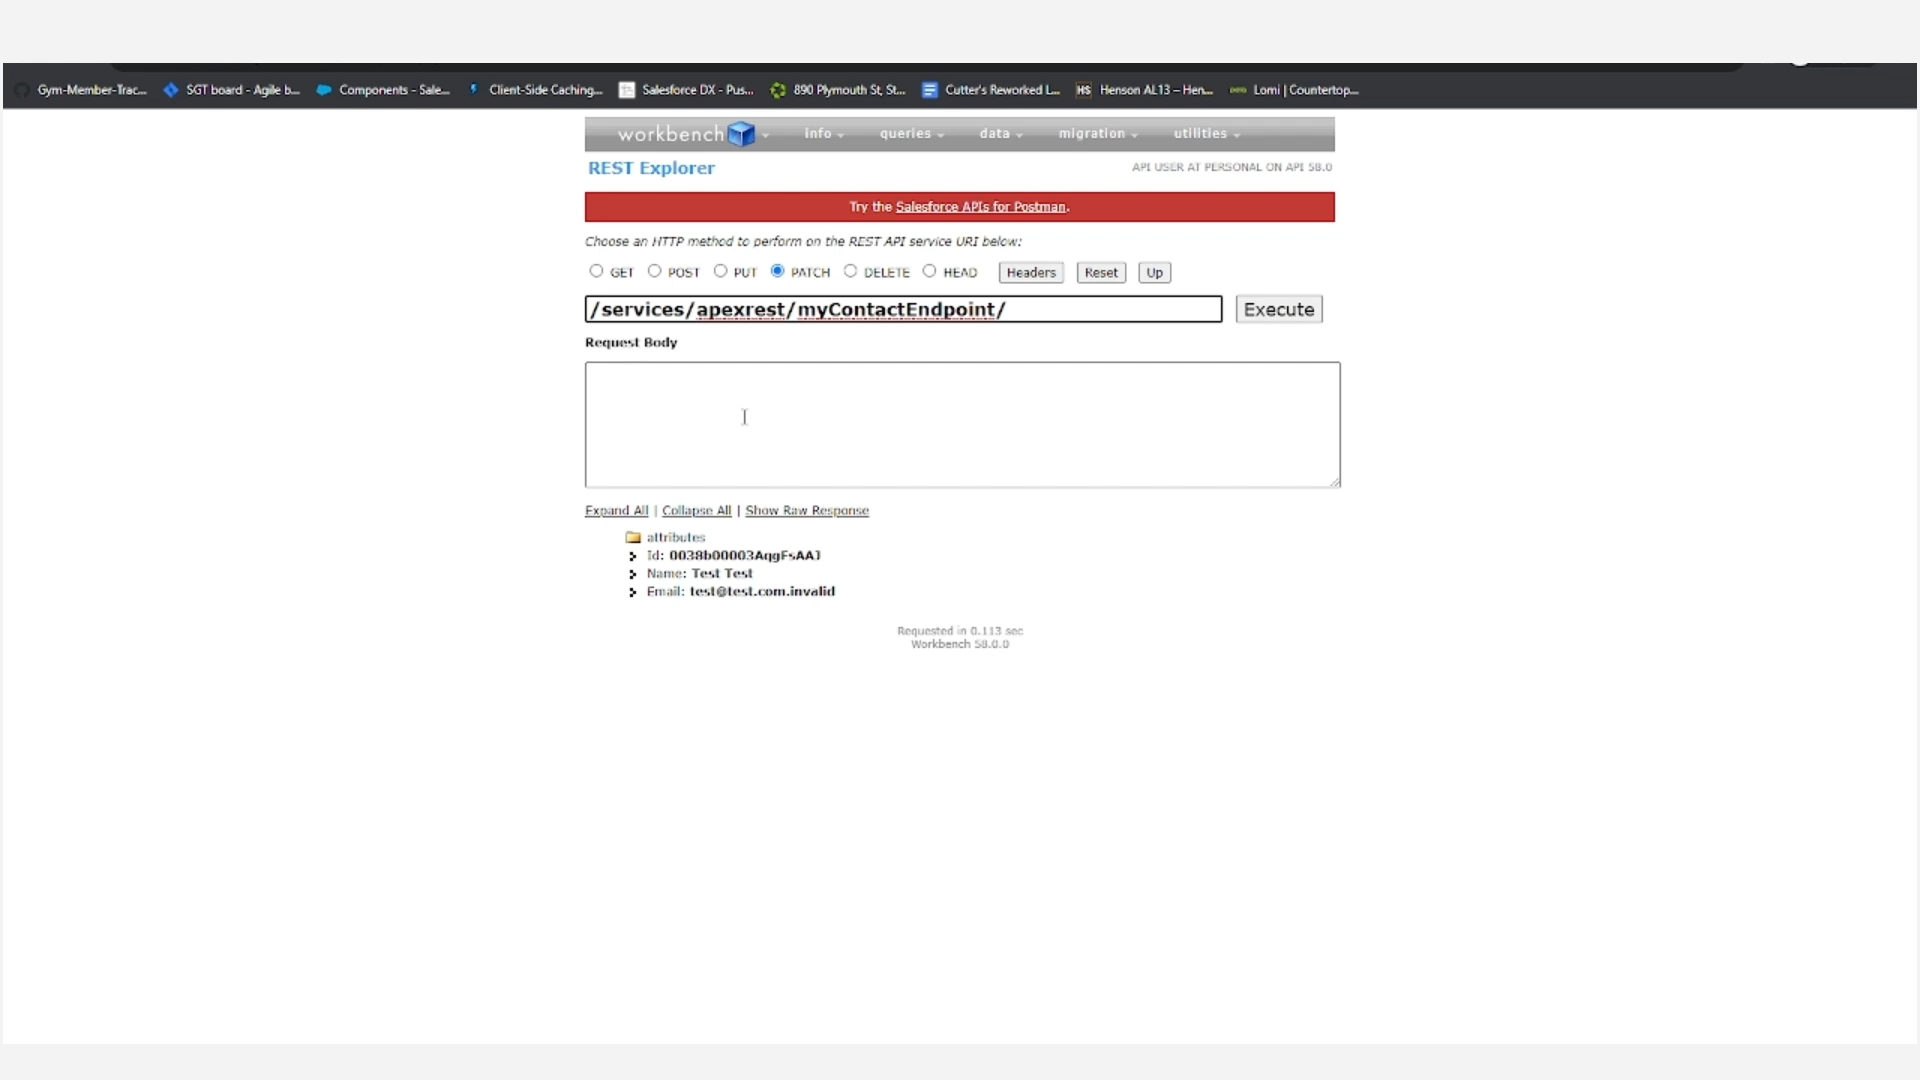 Gym-Member-Trac... SGT board - Agile b... Components - Sale... Client-Side Caching... Salesforce DX - Pus... 890 Plymouth St, St... Cutter's Reworked L... HS Henson AL13 – Hen... Lomi | Countertop...
workbench info queries data migration utilities
REST Explorer API USER AT PERSONAL ON API 58.0
Try the Salesforce APIs for Postman.
Choose an HTTP method to perform on the REST API service URI below:
GET POST PUT PATCH DELETE HEAD Headers Reset Up
/services/apexrest/myContactEndpoint/ Execute
Request Body
Expand All | Collapse All | Show Raw Response
attributes
Id: 0038b00003AqgFsAAJ
Name: Test Test
Email: test@test.com.invalid
Requested in 0.113 sec
Workbench 58.0.0